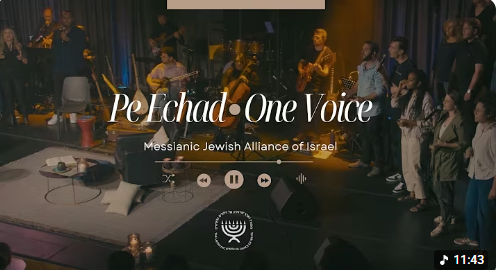 Pe Echad • One Voice
Messianic Jewish Alliance of Israel
11:43